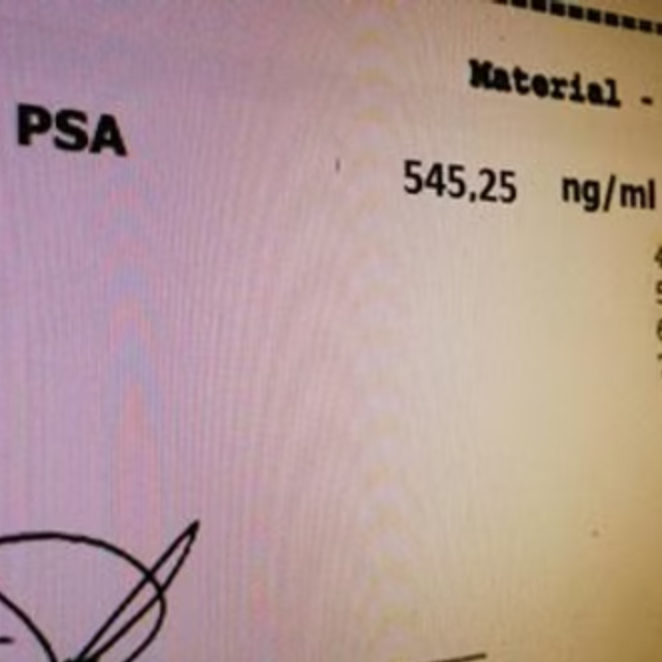 Material -
PSA
545,25 ng/ml